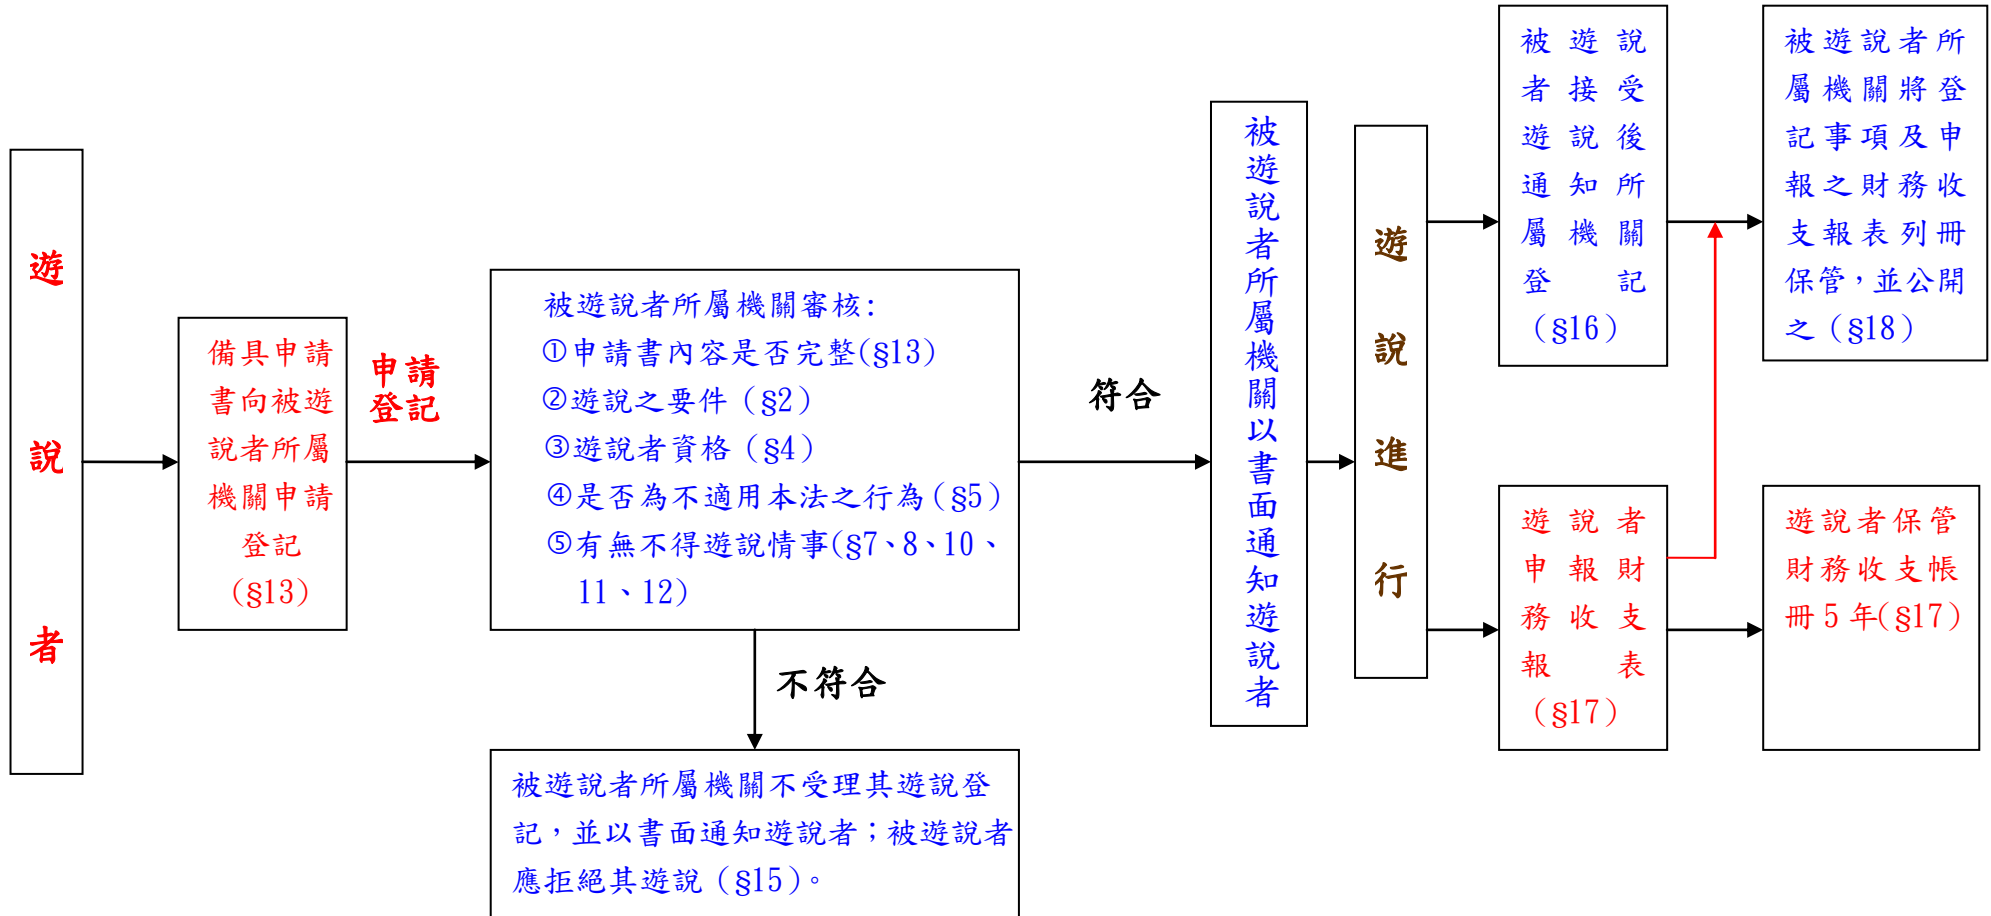 遊說者
備具申請
書向被遊
說者所屬
機關申請
登記
(§13)
申請
登記
被遊說者所屬機關審核:
①申請書內容是否完整(§13)
②遊說之要件(§2)
③遊說者資格(§4)
④是否為不適用本法之行為(§5)
⑤有無不得遊說情事(§7、8、10、
11、12)
不符合
被遊說者所屬機關不受理其遊說登
記，並以書面通知遊說者；被遊說者
應拒絕其遊說(§15)。
符合
被遊說者所屬機關以書面通知遊說者
遊說進行
被遊說
者接受
遊說後
通知所
屬機關
登記
(§16)
被遊說者所
屬機關將登
記事項及申
報之財務收
支報表列冊
保管，並公開
之(§18)
遊說者
申報財
務收支
報表
(§17)
遊說者保管
財務收支帳
冊5年(§17)